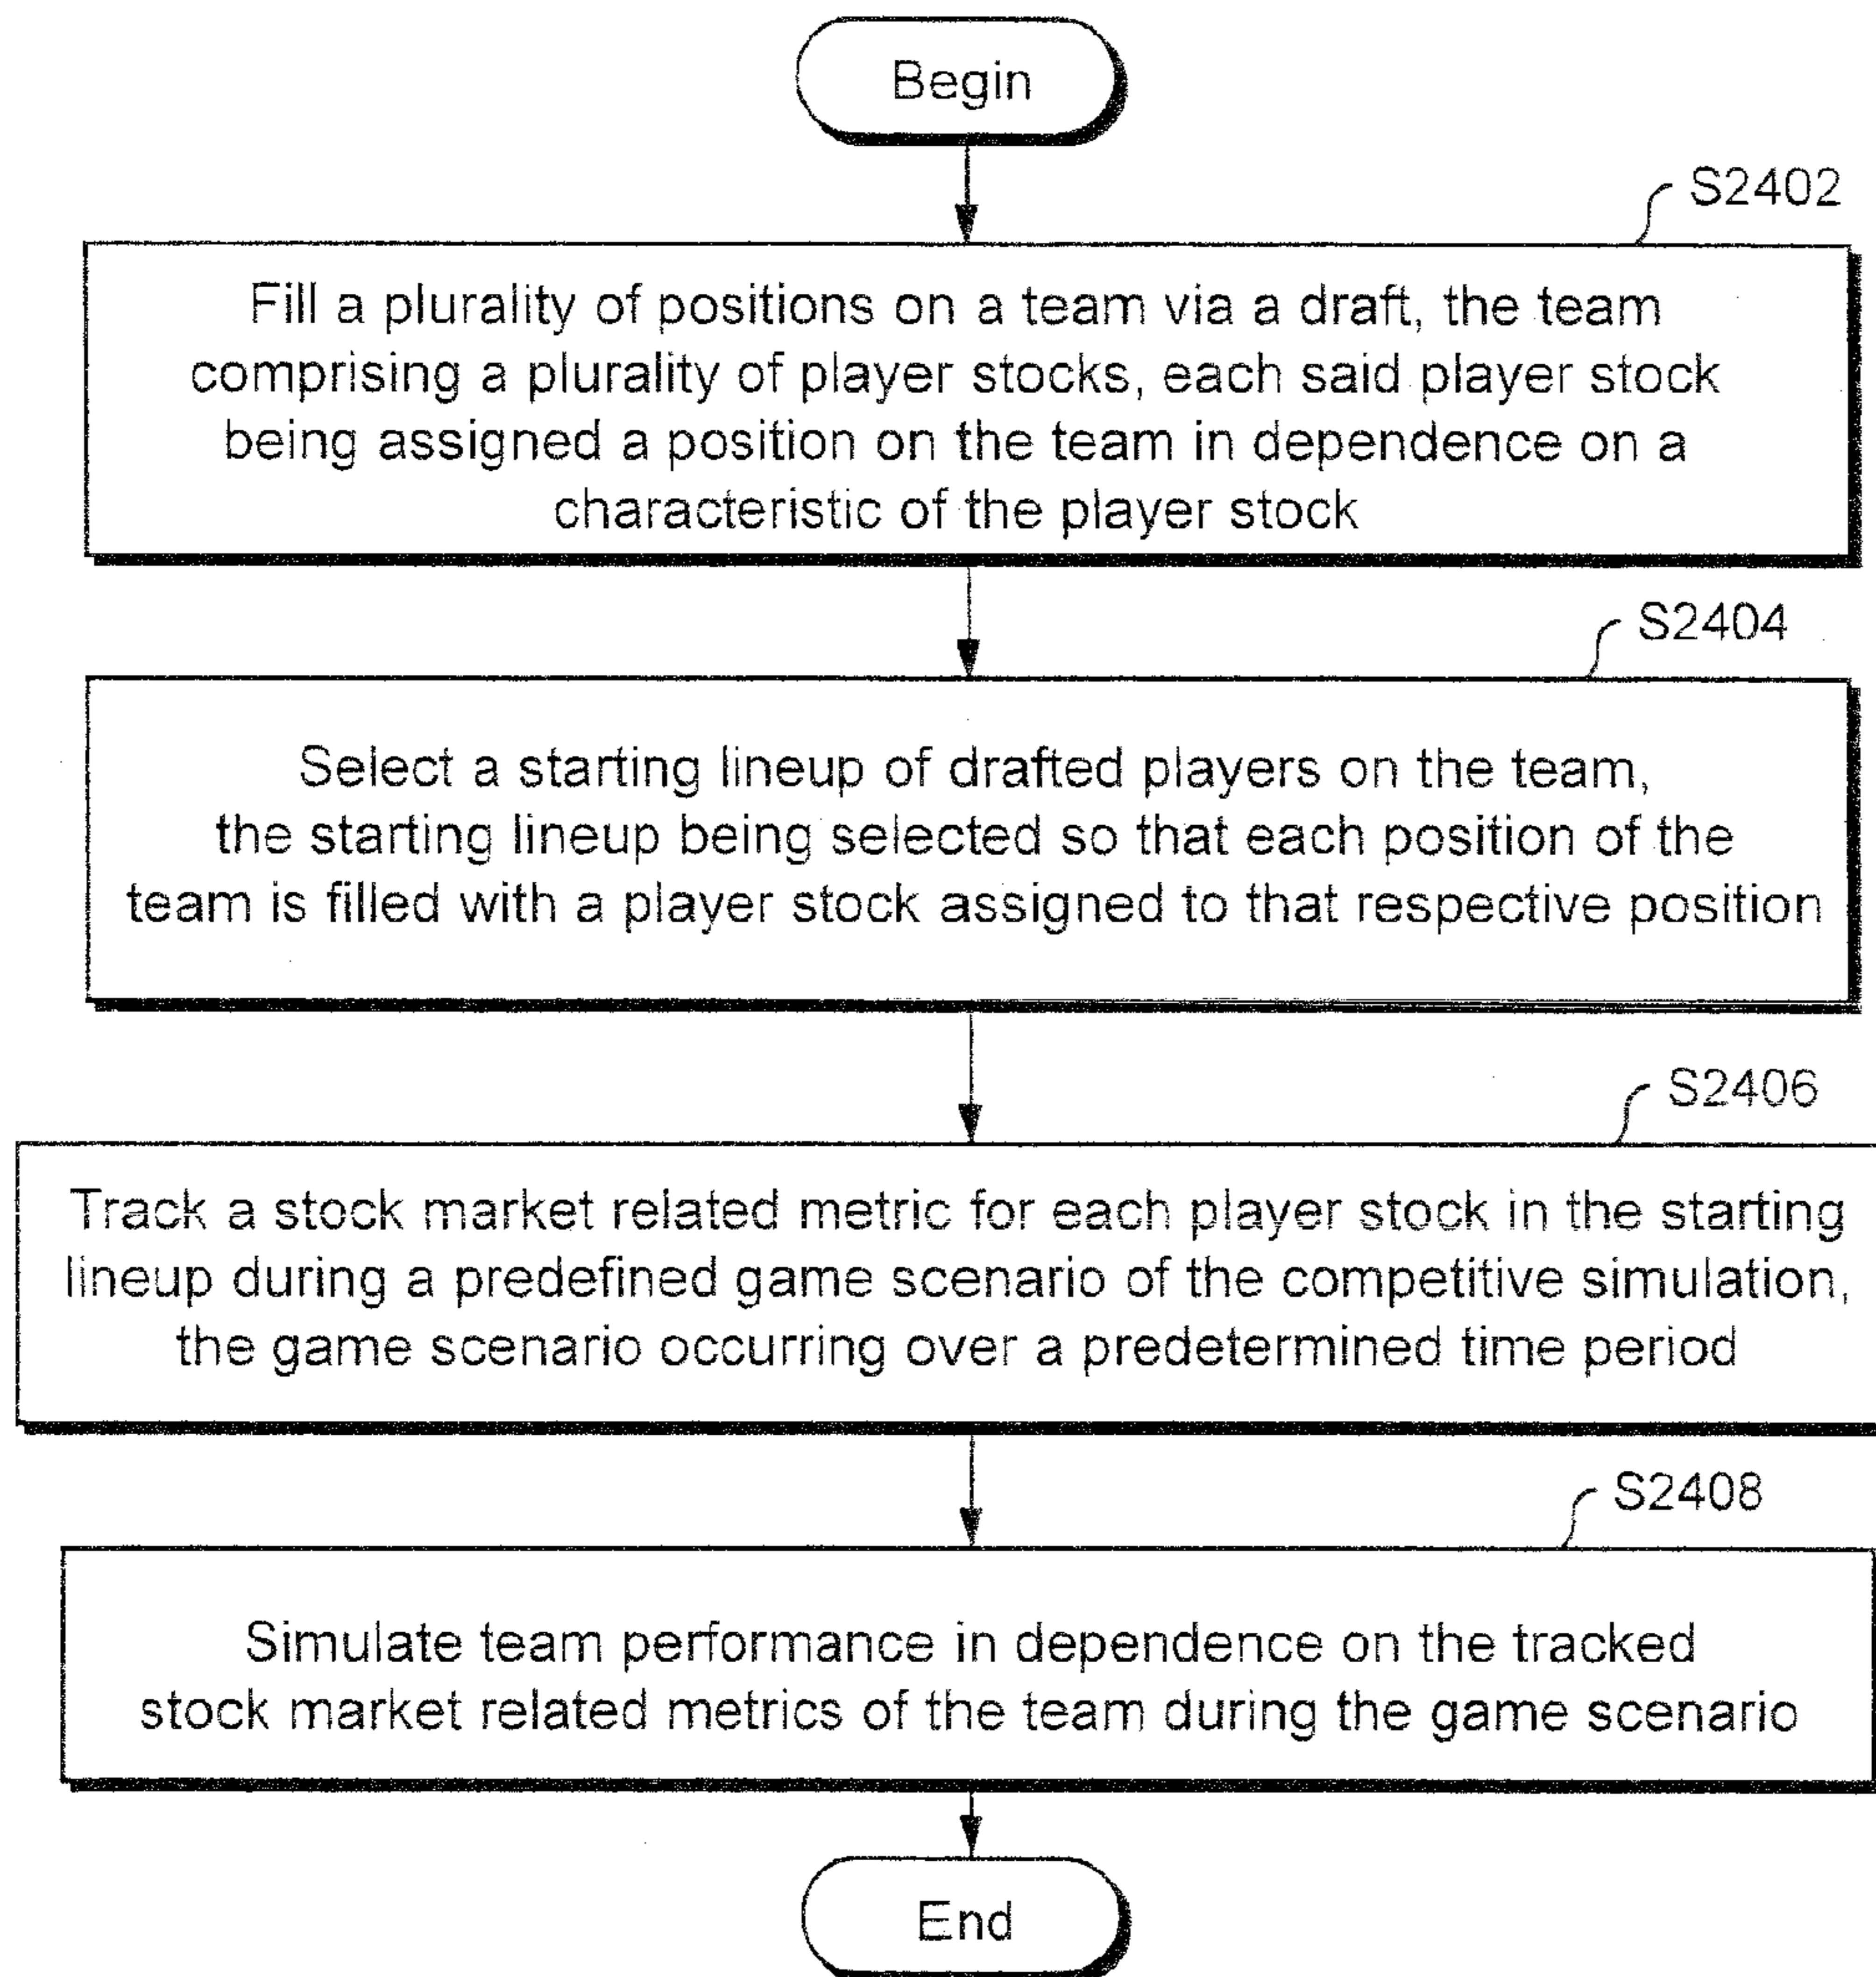 Begin
S2402
Fill a plurality of positions on a team via a draft, the team
comprising a plurality of player stocks, each said player stock
being assigned a position on the team in dependence on a
characteristic of the player stock
S2404
Select a starting lineup of drafted players on the team,
the starting lineup being selected so that each position of the
team is filled with a player stock assigned to that respective position
S2406
Track a stock market related metric for each player stock in the starting
lineup during a predefined game scenario of the competitive simulation,
the game scenario occurring over a predetermined time period
S2408
Simulate team performance in dependence on the tracked
stock market related metrics of the team during the game scenario
End